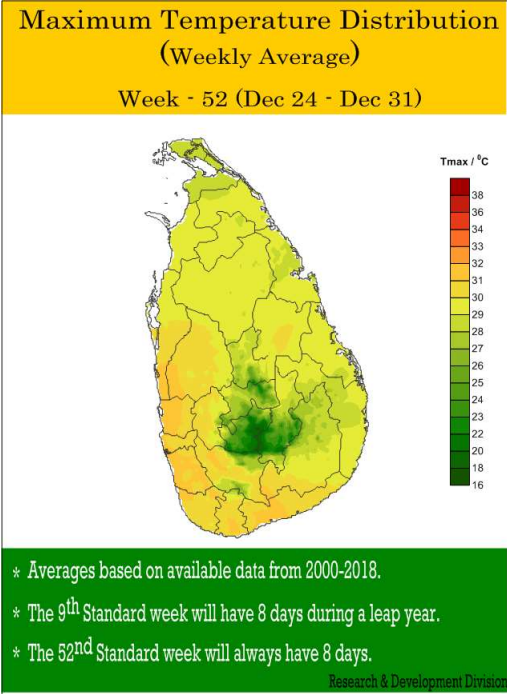 Maximum Temperature Distribution
(Weekly Average)
Week - 52 (Dec 24 - Dec 31)
Tmax / ⁰C
38
36
34
33
32
31
30
29
28
27
26
25
24
23
22
20
18
16
* Averages based on available data from 2000-2018.
* The 9th Standard week will have 8 days during a leap year.
* The 52nd Standard week will always have 8 days.
Research & Development Division